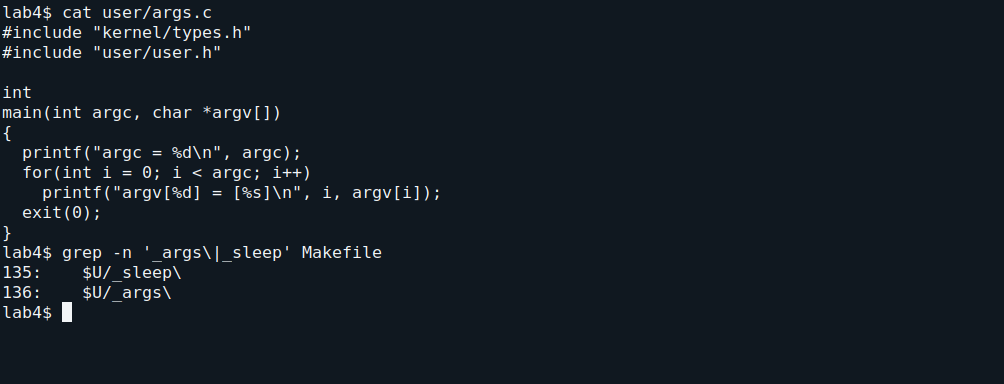 lab4$ cat user/args.c
#include "kernel/types.h"
#include "user/user.h"

int
main(int argc, char *argv[])
{
  printf("argc = %d\n", argc);
  for(int i = 0; i < argc; i++)
    printf("argv[%d] = [%s]\n", i, argv[i]);
  exit(0);
}
lab4$ grep -n '_args\|_sleep' Makefile
135:    $U/_sleep\
136:    $U/_args\
lab4$